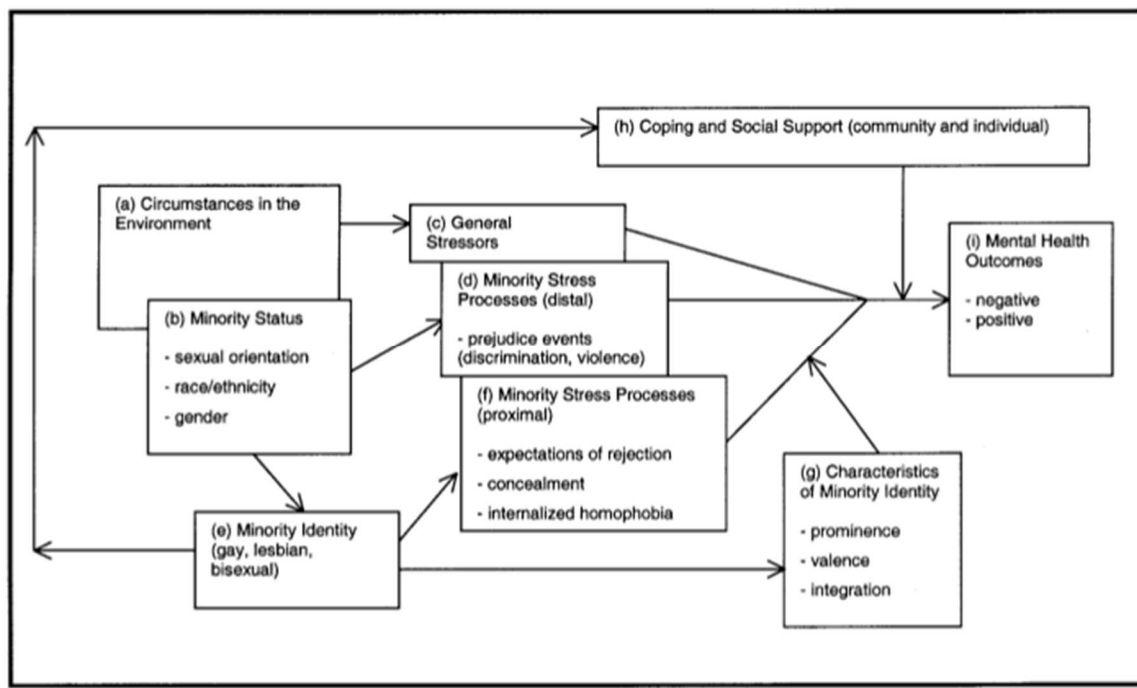 (h) Coping and Social Support (community and individual)
(a) Circumstances in the
Environment
(c) General
Stressors
(i) Mental Health
Outcomes
- negative
- positive
(d) Minority Stress
Processes (distal)
- prejudice events
(discrimination, violence)
(b) Minority Status
- sexual orientation
- race/ethnicity
- gender
(f) Minority Stress Processes
(proximal)
- expectations of rejection
- concealment
- internalized homophobia
(g) Characteristics
of Minority Identity
- prominence
- valence
- integration
(e) Minority Identity
(gay, lesbian,
bisexual)